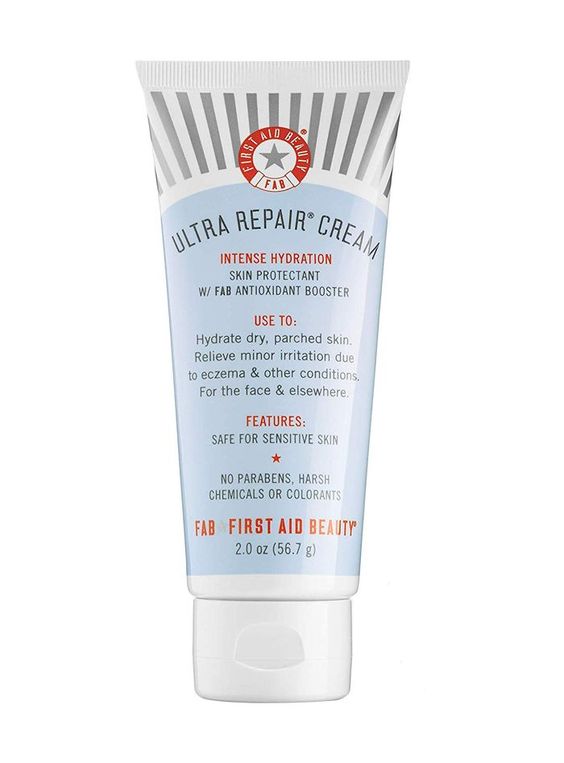 FIRST AID BEAUTY®
FAB
ULTRA REPAIR® CREAM
INTENSE HYDRATION
SKIN PROTECTANT
W/ FAB ANTIOXIDANT BOOSTER
USE TO:
Hydrate dry, parched skin.
Relieve minor irritation due
to eczema & other conditions.
For the face & elsewhere.
FEATURES:
SAFE FOR SENSITIVE SKIN
★
NO PARABENS, HARSH
CHEMICALS OR COLORANTS
FAB ★ FIRST AID BEAUTY®
2.0 oz (56.7 g)